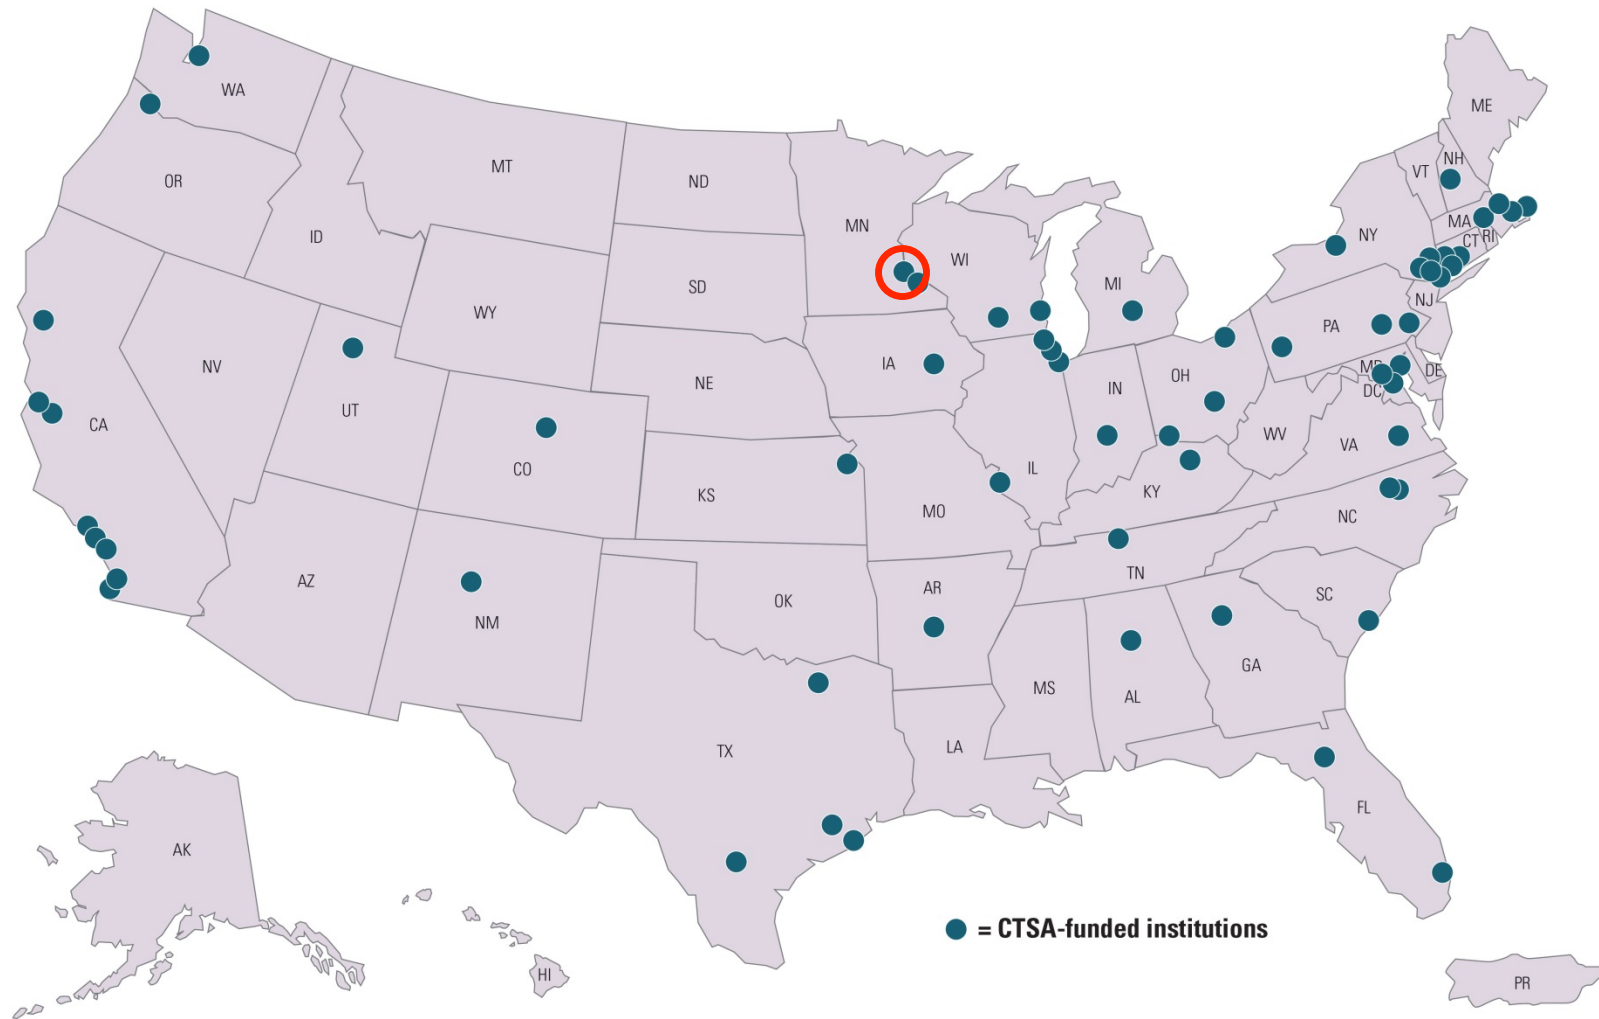 WA
ME
MT
ND
VT
NH
OR
MN
MA
NY
CT
RI
ID
WI
SD
MI
NJ
WY
PA
IA
MD
DE
NV
NE
OH
IN
DC
UT
CA
WV
VA
CO
IL
KS
KY
MO
NC
TN
AZ
AR
SC
OK
NM
GA
MS
AL
LA
TX
FL
AK
= CTSA-funded institutions
HI
PR